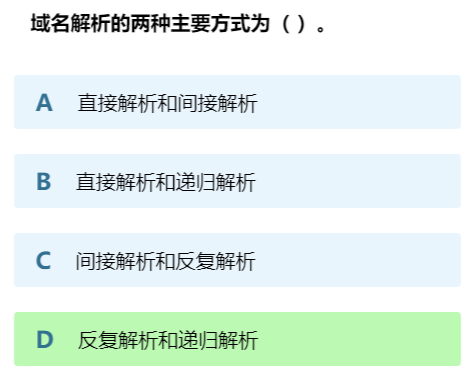 域名解析的两种主要方式为（ ）。
A 直接解析和间接解析
B 直接解析和递归解析
C 间接解析和反复解析
D 反复解析和递归解析